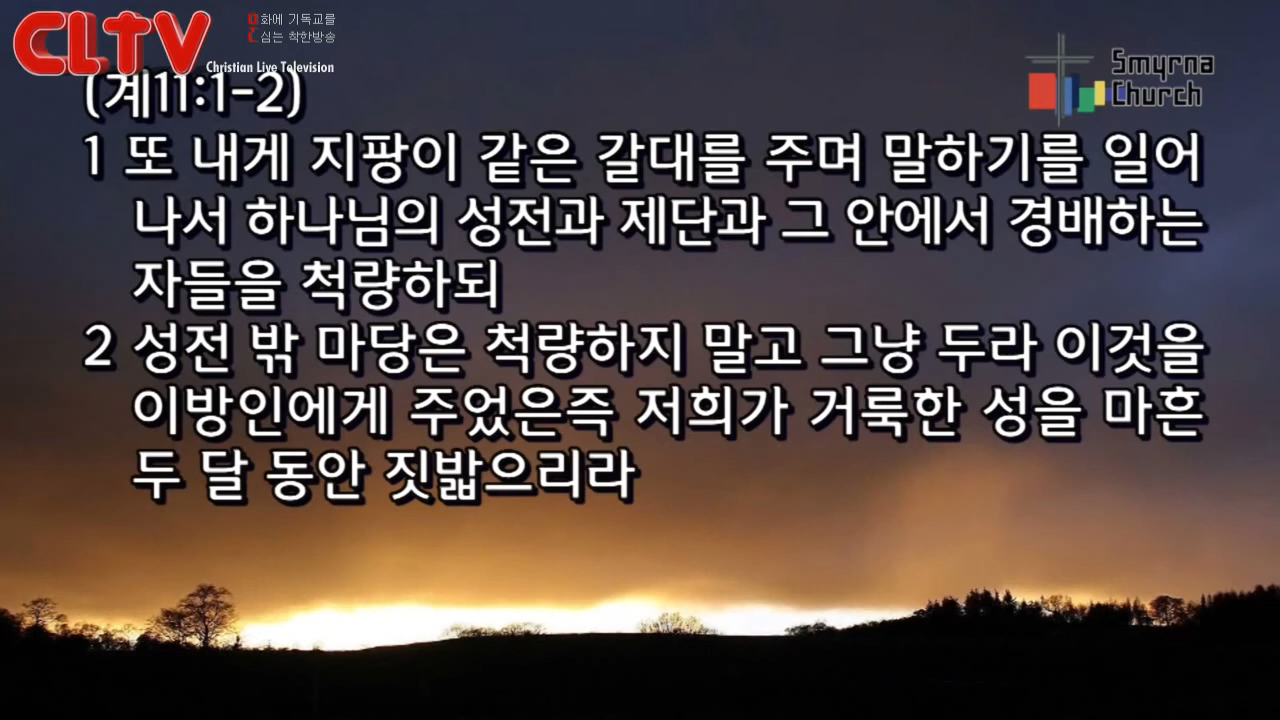 CLTV
문화에 기독교를
심는 착한방송
Christian Live Television
Smyrna
Church
(계11:1-2)
1 또 내게 지팡이 같은 갈대를 주며 말하기를 일어
나서 하나님의 성전과 제단과 그 안에서 경배하는
자들을 척량하되
2 성전 밖 마당은 척량하지 말고 그냥 두라 이것을
이방인에게 주었은즉 저희가 거룩한 성을 마흔
두 달 동안 짓밟으리라